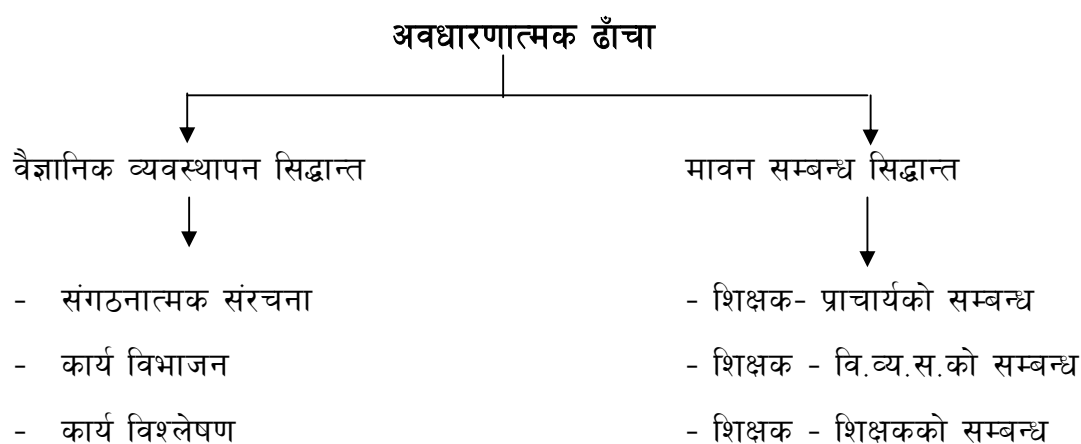 अवधारणात्मक ढाँचा
वैज्ञानिक व्यवस्थापन सिद्धान्त
मावन सम्बन्ध सिद्धान्त
- संगठनात्मक संरचना
- कार्य विभाजन
- कार्य विश्लेषण
- शिक्षक- प्राचार्यको सम्बन्ध
- शिक्षक - वि.व्य.स.को सम्बन्ध
- शिक्षक - शिक्षकको सम्बन्ध